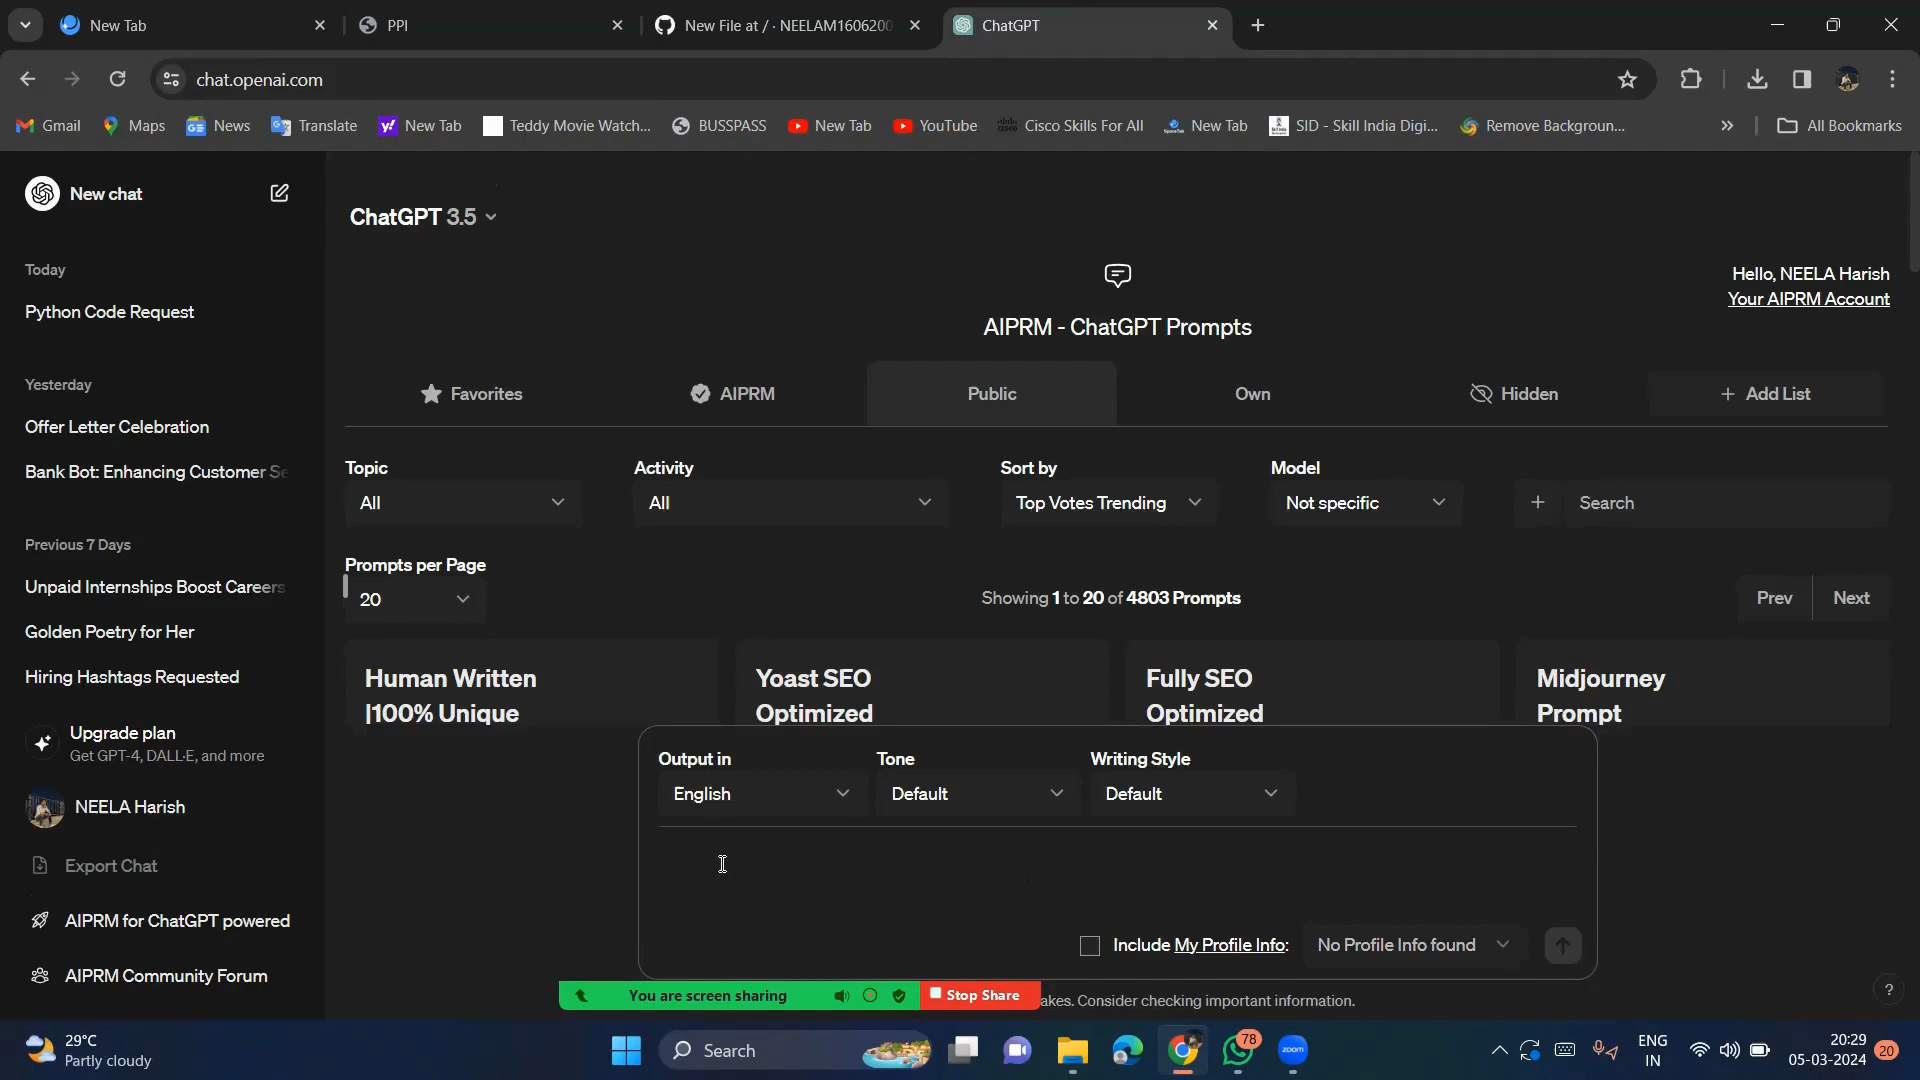 New Tab
PPI
New File at / · NEELAM1606200
ChatGPT
chat.openai.com
Gmail
Maps
News
Translate
New Tab
Teddy Movie Watch...
BUSSPASS
New Tab
YouTube
Cisco Skills For All
New Tab
SID - Skill India Digi...
Remove Backgroun...
All Bookmarks
New chat
Today
Python Code Request
Yesterday
Offer Letter Celebration
Bank Bot: Enhancing Customer Se
Previous 7 Days
Unpaid Internships Boost Careers
Golden Poetry for Her
Hiring Hashtags Requested
Upgrade plan
Get GPT-4, DALL·E, and more
NEELA Harish
Export Chat
AIPRM for ChatGPT powered
AIPRM Community Forum
ChatGPT 3.5
Hello, NEELA Harish
Your AIPRM Account
AIPRM - ChatGPT Prompts
Favorites
AIPRM
Public
Own
Hidden
+ Add List
Topic
All
Activity
All
Sort by
Top Votes Trending
Model
Not specific
+
Search
Prompts per Page
20
Showing 1 to 20 of 4803 Prompts
Prev
Next
Human Written
|100% Unique
Yoast SEO
Optimized
Fully SEO
Optimized
Midjourney
Prompt
Output in
English
Tone
Default
Writing Style
Default
Include My Profile Info:
No Profile Info found
You are screen sharing
Stop Share
akes. Consider checking important information.
?
29°C
Partly cloudy
Search
78
zoom
ENG
IN
20:29
05-03-2024
20